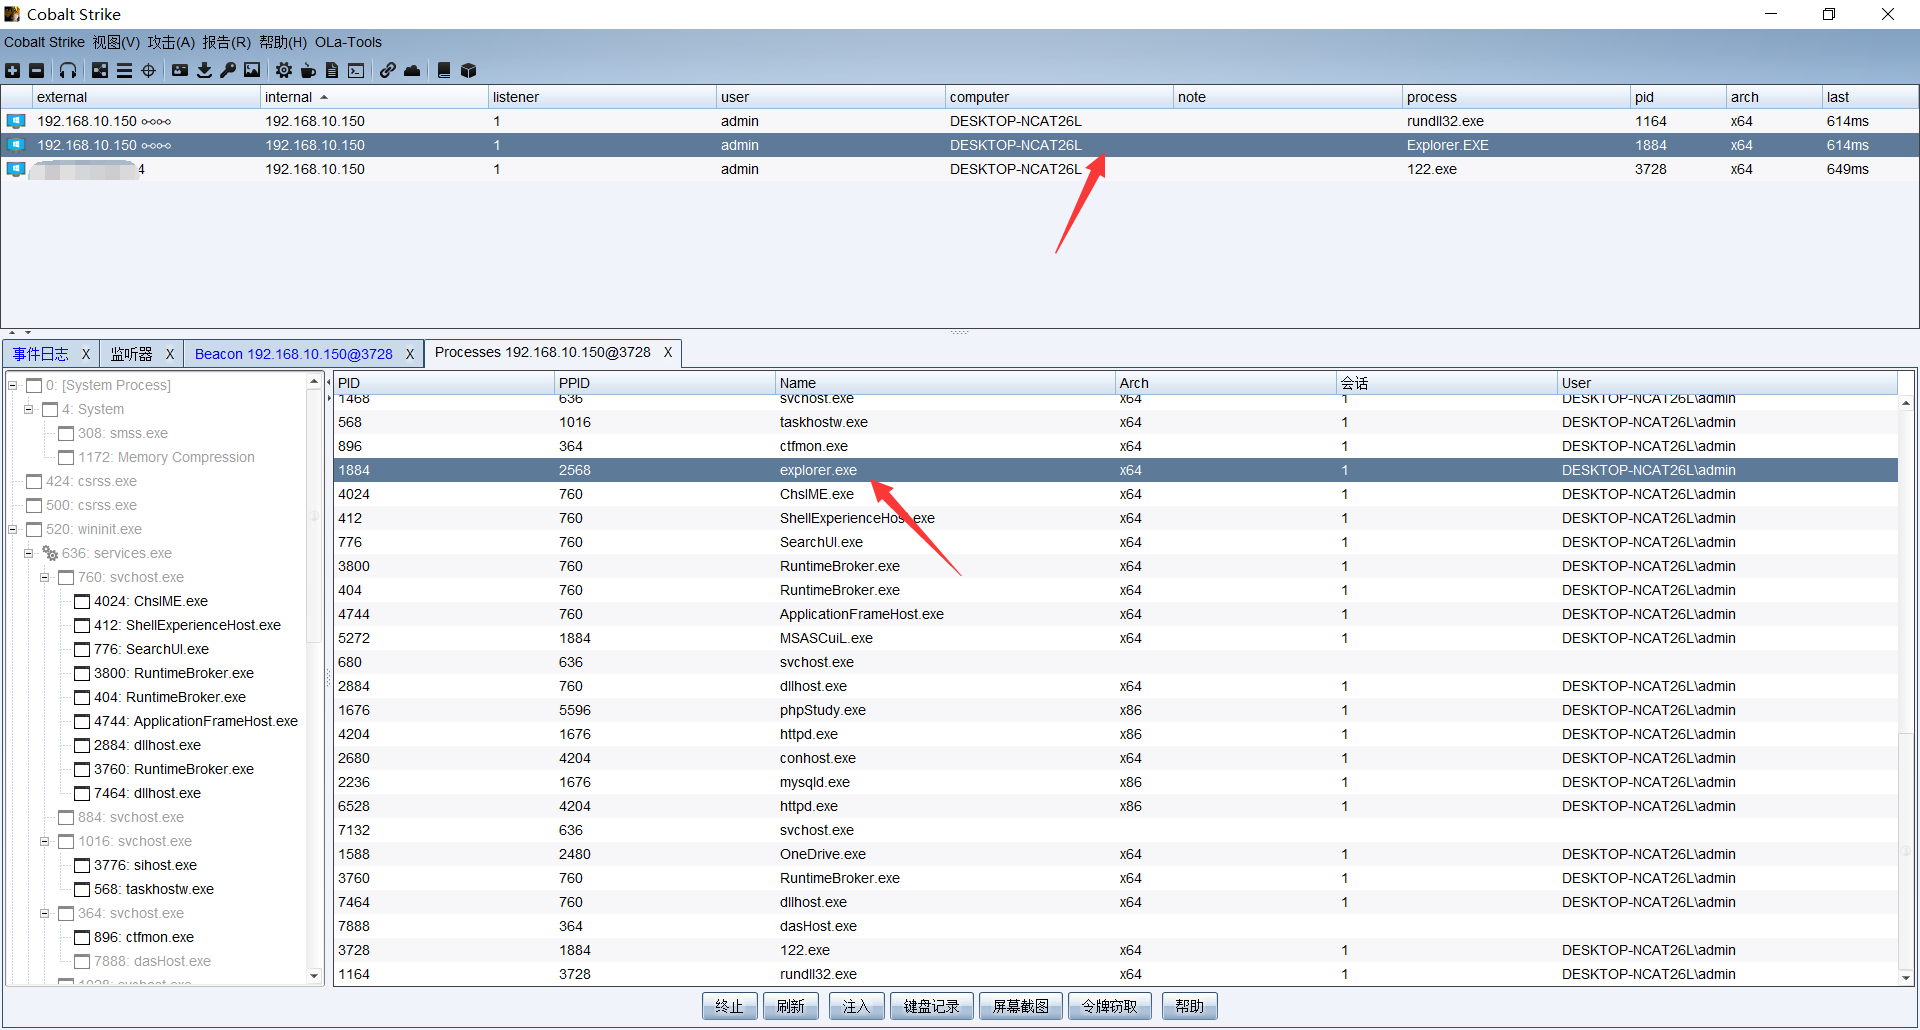 Cobalt Strike
Cobalt Strike 视图(V) 攻击(A) 报告(R) 帮助(H) OLa-Tools
external internal listener user computer note process pid arch last
192.168.10.150 192.168.10.150 1 admin DESKTOP-NCAT26L rundll32.exe 1164 x64 614ms
192.168.10.150 192.168.10.150 1 admin DESKTOP-NCAT26L Explorer.EXE 1884 x64 614ms
4 192.168.10.150 1 admin DESKTOP-NCAT26L 122.exe 3728 x64 649ms
事件日志 X 监听器 X Beacon 192.168.10.150@3728 X Processes 192.168.10.150@3728 X
0: [System Process]
4: System
308: smss.exe
1172: Memory Compression
424: csrss.exe
500: csrss.exe
520: wininit.exe
636: services.exe
760: svchost.exe
4024: ChsIME.exe
412: ShellExperienceHost.exe
776: SearchUI.exe
3800: RuntimeBroker.exe
404: RuntimeBroker.exe
4744: ApplicationFrameHost.exe
2884: dllhost.exe
3760: RuntimeBroker.exe
7464: dllhost.exe
884: svchost.exe
1016: svchost.exe
3776: sihost.exe
568: taskhostw.exe
364: svchost.exe
896: ctfmon.exe
7888: dasHost.exe
PID PPID Name Arch 会话 User
1468 636 svchost.exe x64 1 DESKTOP-NCAT26L\admin
568 1016 taskhostw.exe x64 1 DESKTOP-NCAT26L\admin
896 364 ctfmon.exe x64 1 DESKTOP-NCAT26L\admin
1884 2568 explorer.exe x64 1 DESKTOP-NCAT26L\admin
4024 760 ChsIME.exe x64 1 DESKTOP-NCAT26L\admin
412 760 ShellExperienceHost.exe x64 1 DESKTOP-NCAT26L\admin
776 760 SearchUI.exe x64 1 DESKTOP-NCAT26L\admin
3800 760 RuntimeBroker.exe x64 1 DESKTOP-NCAT26L\admin
404 760 RuntimeBroker.exe x64 1 DESKTOP-NCAT26L\admin
4744 760 ApplicationFrameHost.exe x64 1 DESKTOP-NCAT26L\admin
5272 1884 MSASCuiL.exe x64 1 DESKTOP-NCAT26L\admin
680 636 svchost.exe
2884 760 dllhost.exe x64 1 DESKTOP-NCAT26L\admin
1676 5596 phpStudy.exe x86 1 DESKTOP-NCAT26L\admin
4204 1676 httpd.exe x86 1 DESKTOP-NCAT26L\admin
2680 4204 conhost.exe x64 1 DESKTOP-NCAT26L\admin
2236 1676 mysqld.exe x86 1 DESKTOP-NCAT26L\admin
6528 4204 httpd.exe x86 1 DESKTOP-NCAT26L\admin
7132 636 svchost.exe
1588 2480 OneDrive.exe x64 1 DESKTOP-NCAT26L\admin
3760 760 RuntimeBroker.exe x64 1 DESKTOP-NCAT26L\admin
7464 760 dllhost.exe x64 1 DESKTOP-NCAT26L\admin
7888 364 dasHost.exe
3728 1884 122.exe x64 1 DESKTOP-NCAT26L\admin
1164 3728 rundll32.exe x64 1 DESKTOP-NCAT26L\admin
终止 刷新 注入 键盘记录 屏幕截图 令牌窃取 帮助